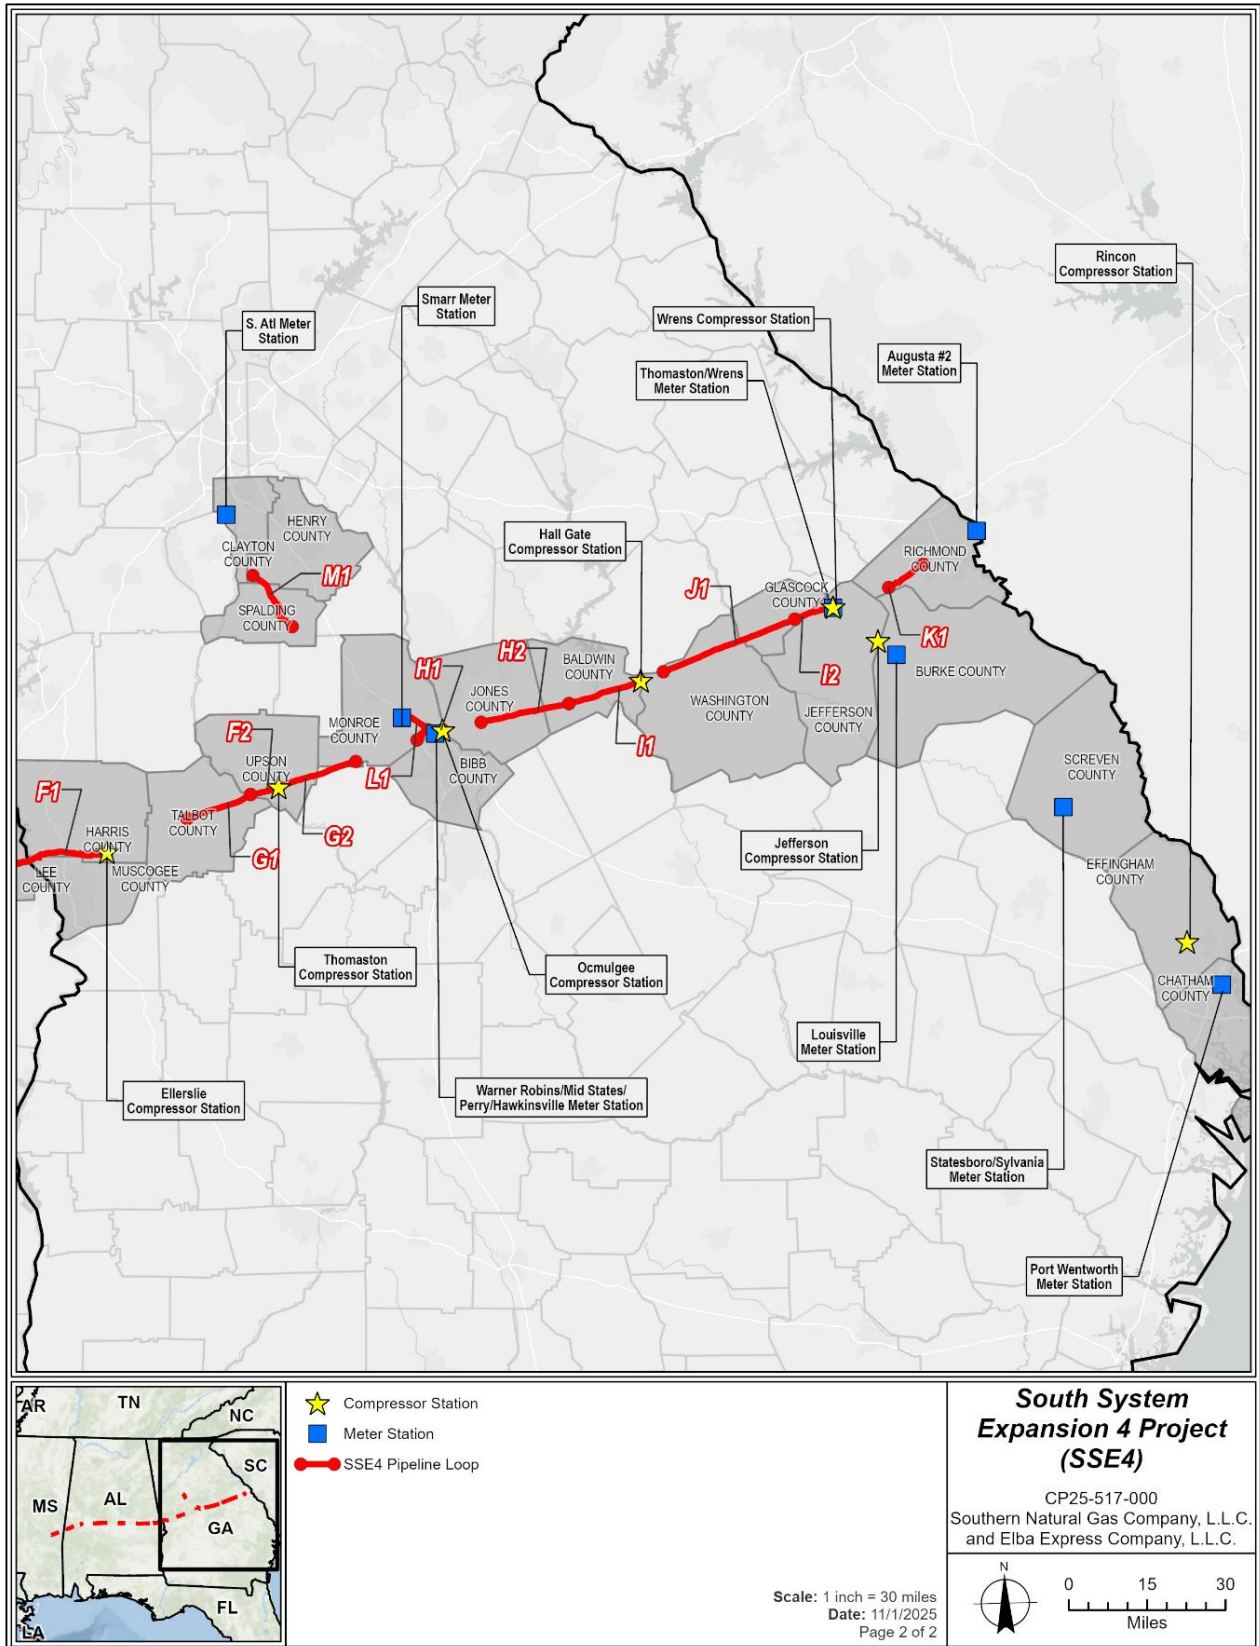 Rincon
Compressor Station
Smarr Meter
Station
S. Atl Meter
Station
Wrens Compressor Station
Augusta #2
Meter Station
Thomaston/Wrens
Meter Station
HENRY
COUNTY
Hall Gate
Compressor Station
CLAYTON
COUNTY
RICHMOND
COUNTY
M1
J1
GLASCOCK
COUNTY
SPALDING
COUNTY
K1
H1
H2
BALDWIN
COUNTY
I2
BURKE COUNTY
JONES
COUNTY
WASHINGTON
COUNTY
JEFFERSON
COUNTY
MONROE
COUNTY
F2
I1
UPSON
COUNTY
L1
BIBB
COUNTY
SCREVEN
COUNTY
F1
TALBOT
COUNTY
G2
HARRIS
COUNTY
G1
Jefferson
Compressor Station
LEE
COUNTY
MUSCOGEE
COUNTY
EFFINGHAM
COUNTY
Thomaston
Compressor Station
Ocmulgee
Compressor Station
CHATHAM
COUNTY
Louisville
Meter Station
Ellerslie
Compressor Station
Warner Robins/Mid States/
Perry/Hawkinsville Meter Station
Statesboro/Sylvania
Meter Station
Port Wentworth
Meter Station
AR
TN
NC
SC
MS
AL
GA
FL
LA
Compressor Station
Meter Station
SSE4 Pipeline Loop
Scale: 1 inch = 30 miles
Date: 11/1/2025
Page 2 of 2
South System
Expansion 4 Project
(SSE4)
CP25-517-000
Southern Natural Gas Company, L.L.C.
and Elba Express Company, L.L.C.
N
0 15 30
Miles